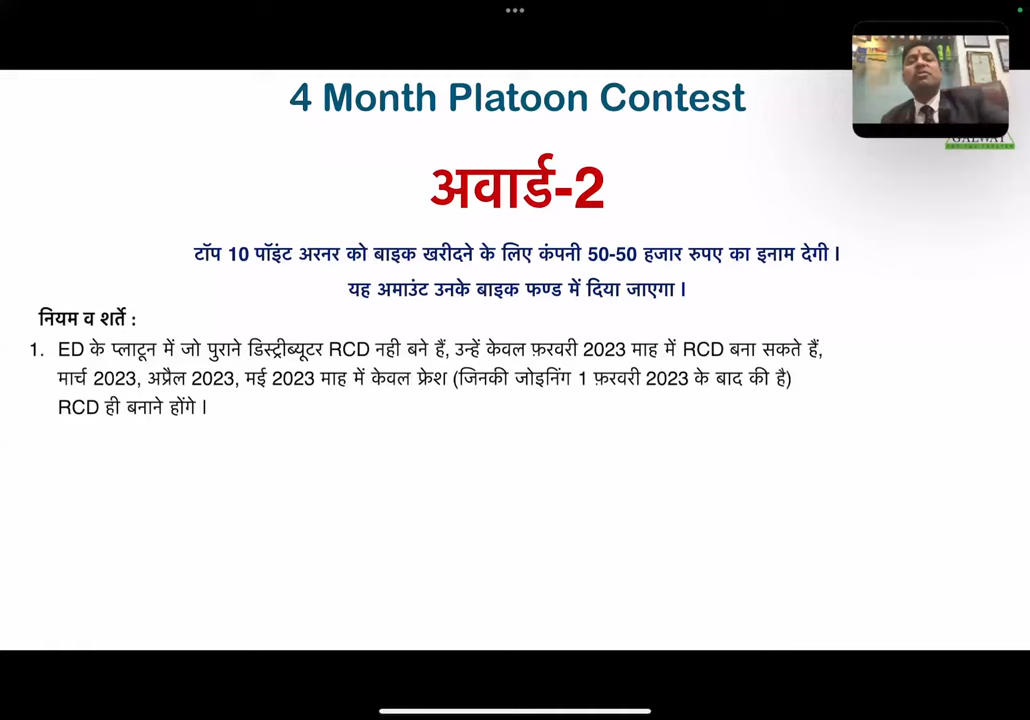 4 Month Platoon Contest
GALWAY
अवार्ड-2
टॉप 10 पॉइंट अरनर को बाइक खरीदने के लिए कंपनी 50-50 हजार रुपए का इनाम देगी ।
यह अमाउंट उनके बाइक फण्ड में दिया जाएगा ।
नियम व शर्ते :
1. ED के प्लाटून में जो पुराने डिस्ट्रीब्यूटर RCD नही बने हैं, उन्हें केवल फ़रवरी 2023 माह में RCD बना सकते हैं,
मार्च 2023, अप्रैल 2023, मई 2023 माह में केवल फ्रेश (जिनकी जोइनिंग 1 फ़रवरी 2023 के बाद की है)
RCD ही बनाने होंगे ।